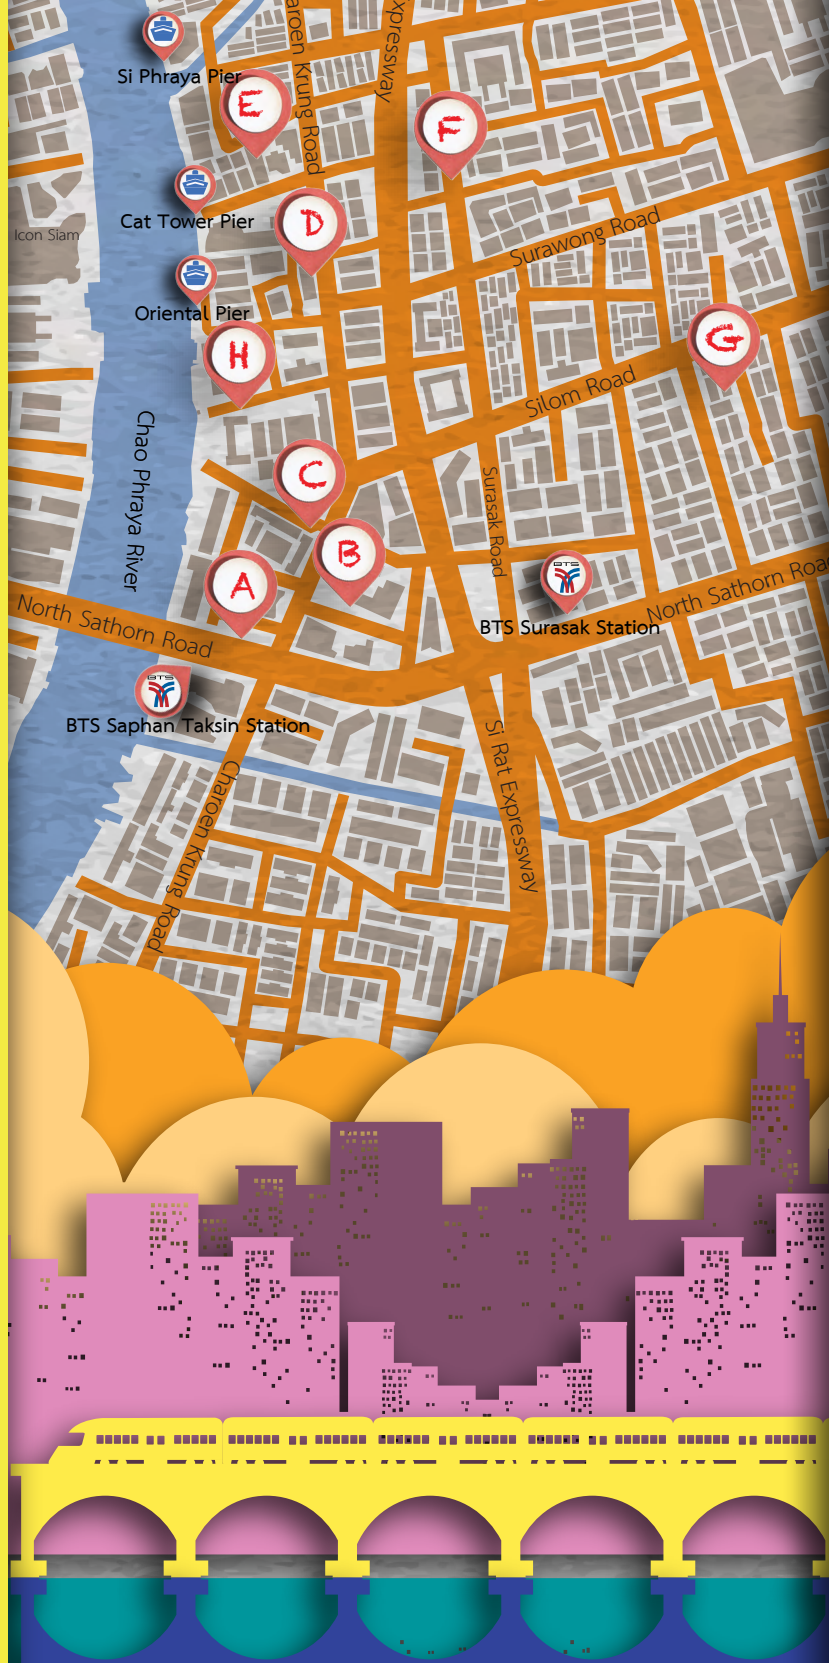 Charoen Krung Road
Expressway
Si Phraya Pier
E
F
Cat Tower Pier
D
Icon Siam
Surawong Road
Oriental Pier
H
G
Silom Road
Chao Phraya River
C
Surasak Road
B
A
BTS
North Sathorn Road
North Sathorn Road
BTS Surasak Station
BTS
BTS Saphan Taksin Station
Si Rat Expressway
Charoen Krung Road